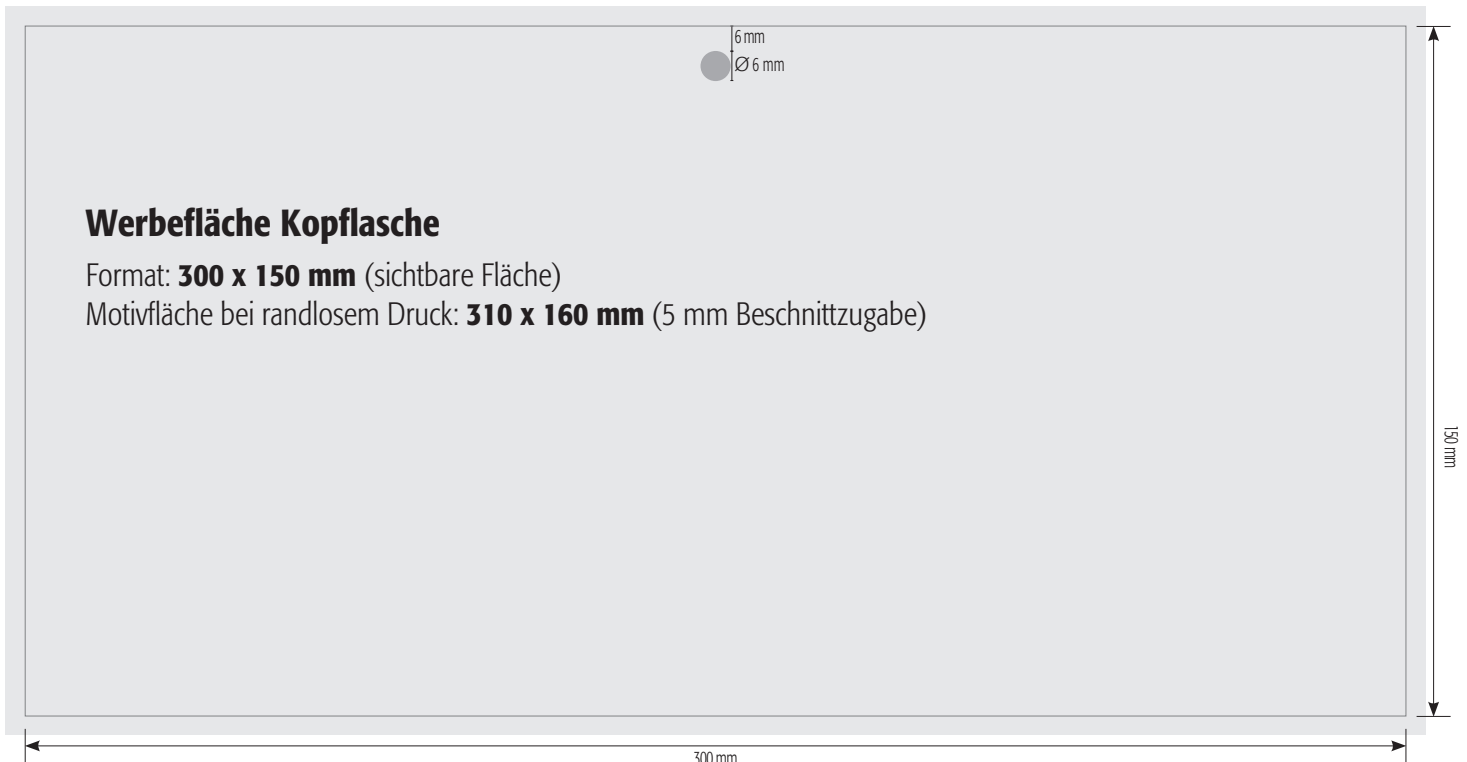 6 mm
Ø 6 mm
Werbefläche Kopflasche
Format: 300 x 150 mm (sichtbare Fläche)
Motivfläche bei randlosem Druck: 310 x 160 mm (5 mm Beschnittzugabe)
150 mm
300 mm